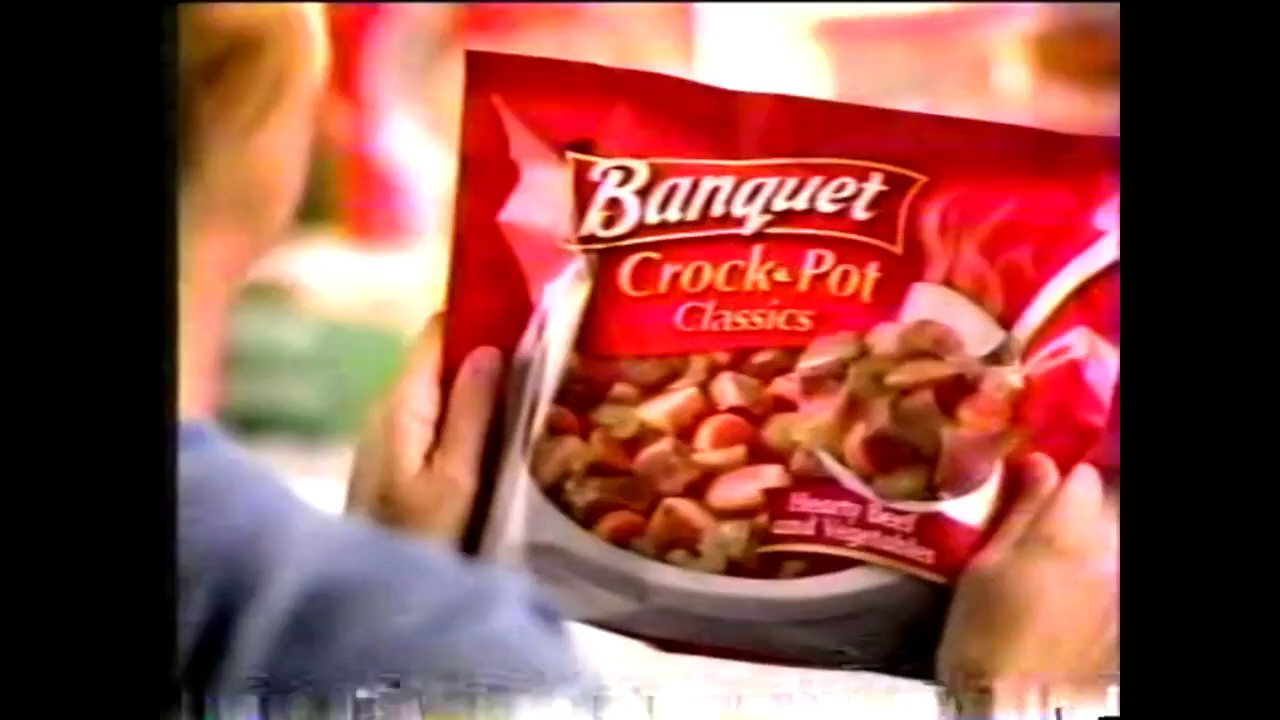 Banquet
Crock-Pot
Classics
Hearty Beef
and Vegetables